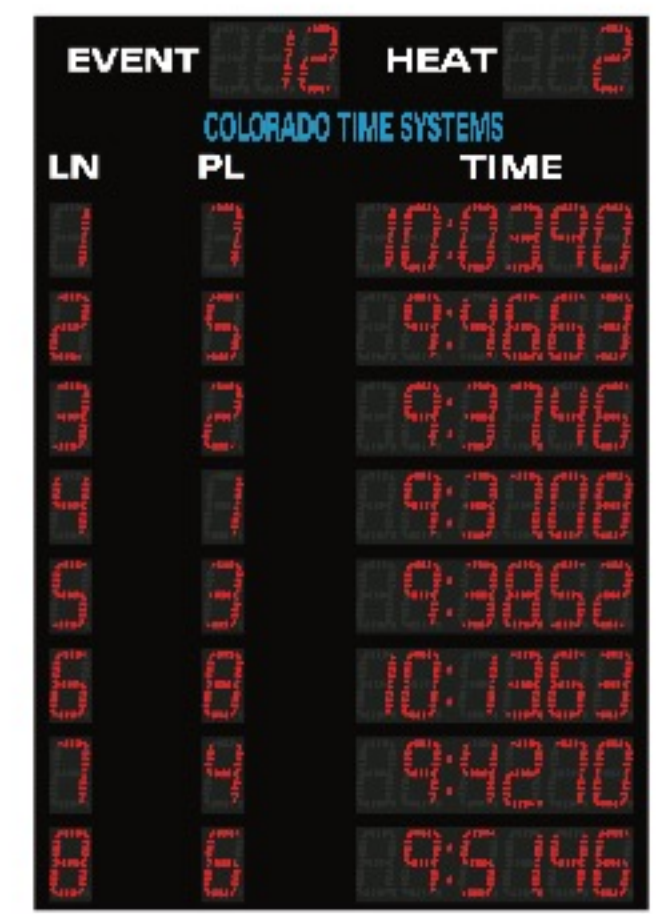 EVENT 12 HEAT 2
COLORADO TIME SYSTEMS
LN PL TIME
1 7 10:0390
2 5 9:4663
3 2 9:3746
4 1 9:3708
5 3 9:3852
6 8 10:1363
7 4 9:4270
8 6 9:5146